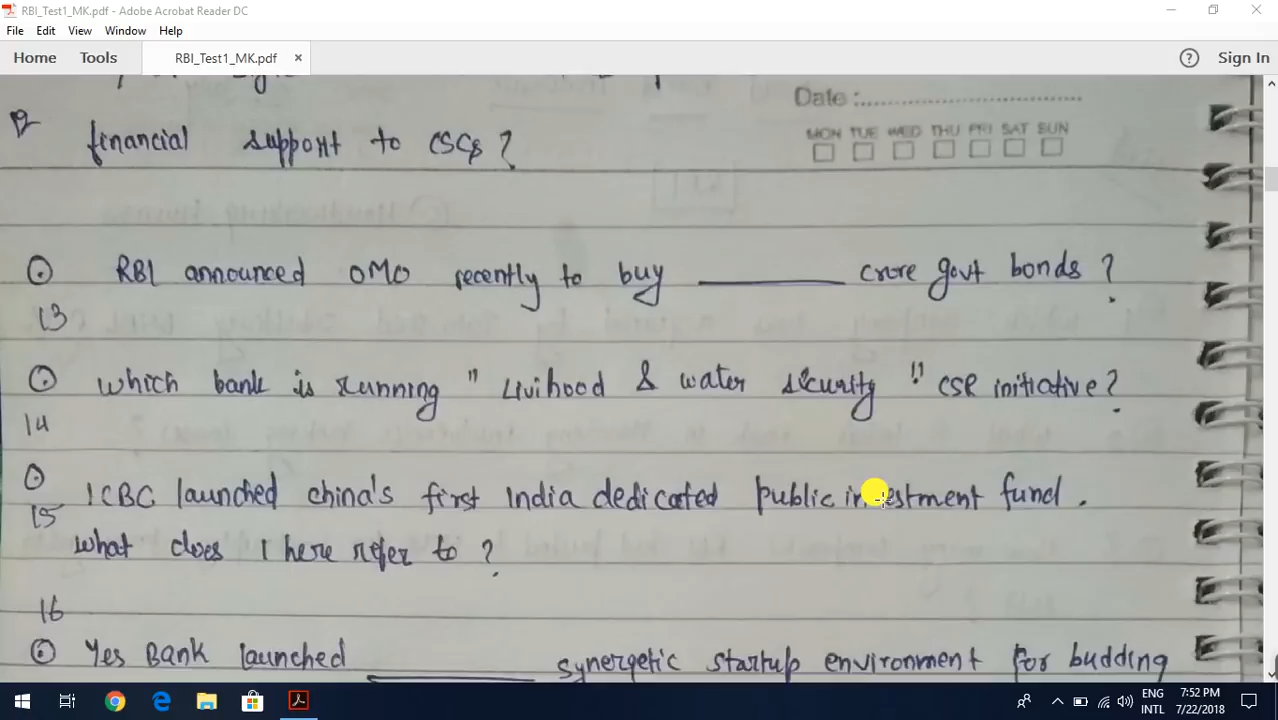 RBI_Test1_MK.pdf - Adobe Acrobat Reader DC
File Edit View Window Help
Home Tools RBI_Test1_MK.pdf × ? Sign In
Date :
MON TUE WED THU FRI SAT SUN
financial support to CSCs?
RBI announced OMO recently to buy ________ crore govt bonds ?
13
which bank is running "Livihood & water security" CSR initiative?
14
ICBC launched china's first India dedicated public investment fund.
15
what does I here refer to ?
16
Yes Bank launched ________ synergetic startup environment for budding
ENG 7:52 PM
INTL 7/22/2018